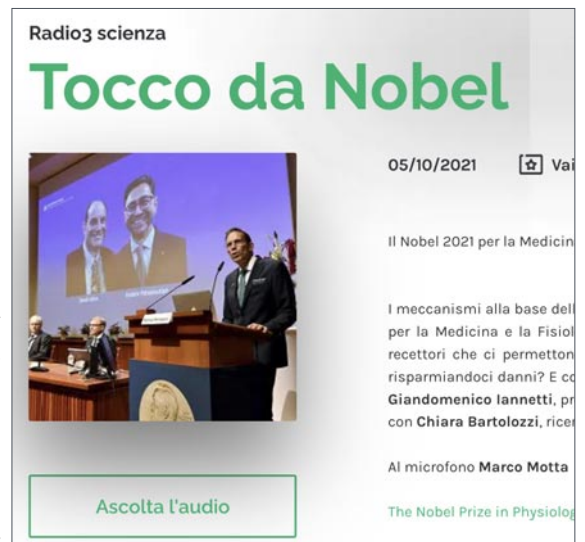 Radio3 scienza
Tocco da Nobel
05/10/2021 Vai
Il Nobel 2021 per la Medicin
I meccanismi alla base dell
per la Medicina e la Fisiol
recettori che ci permetton
risparmiandoci danni? E co
Giandomenico Iannetti, pr
con Chiara Bartolozzi, ricer
Al microfono Marco Motta
Ascolta l'audio
The Nobel Prize in Physiolog